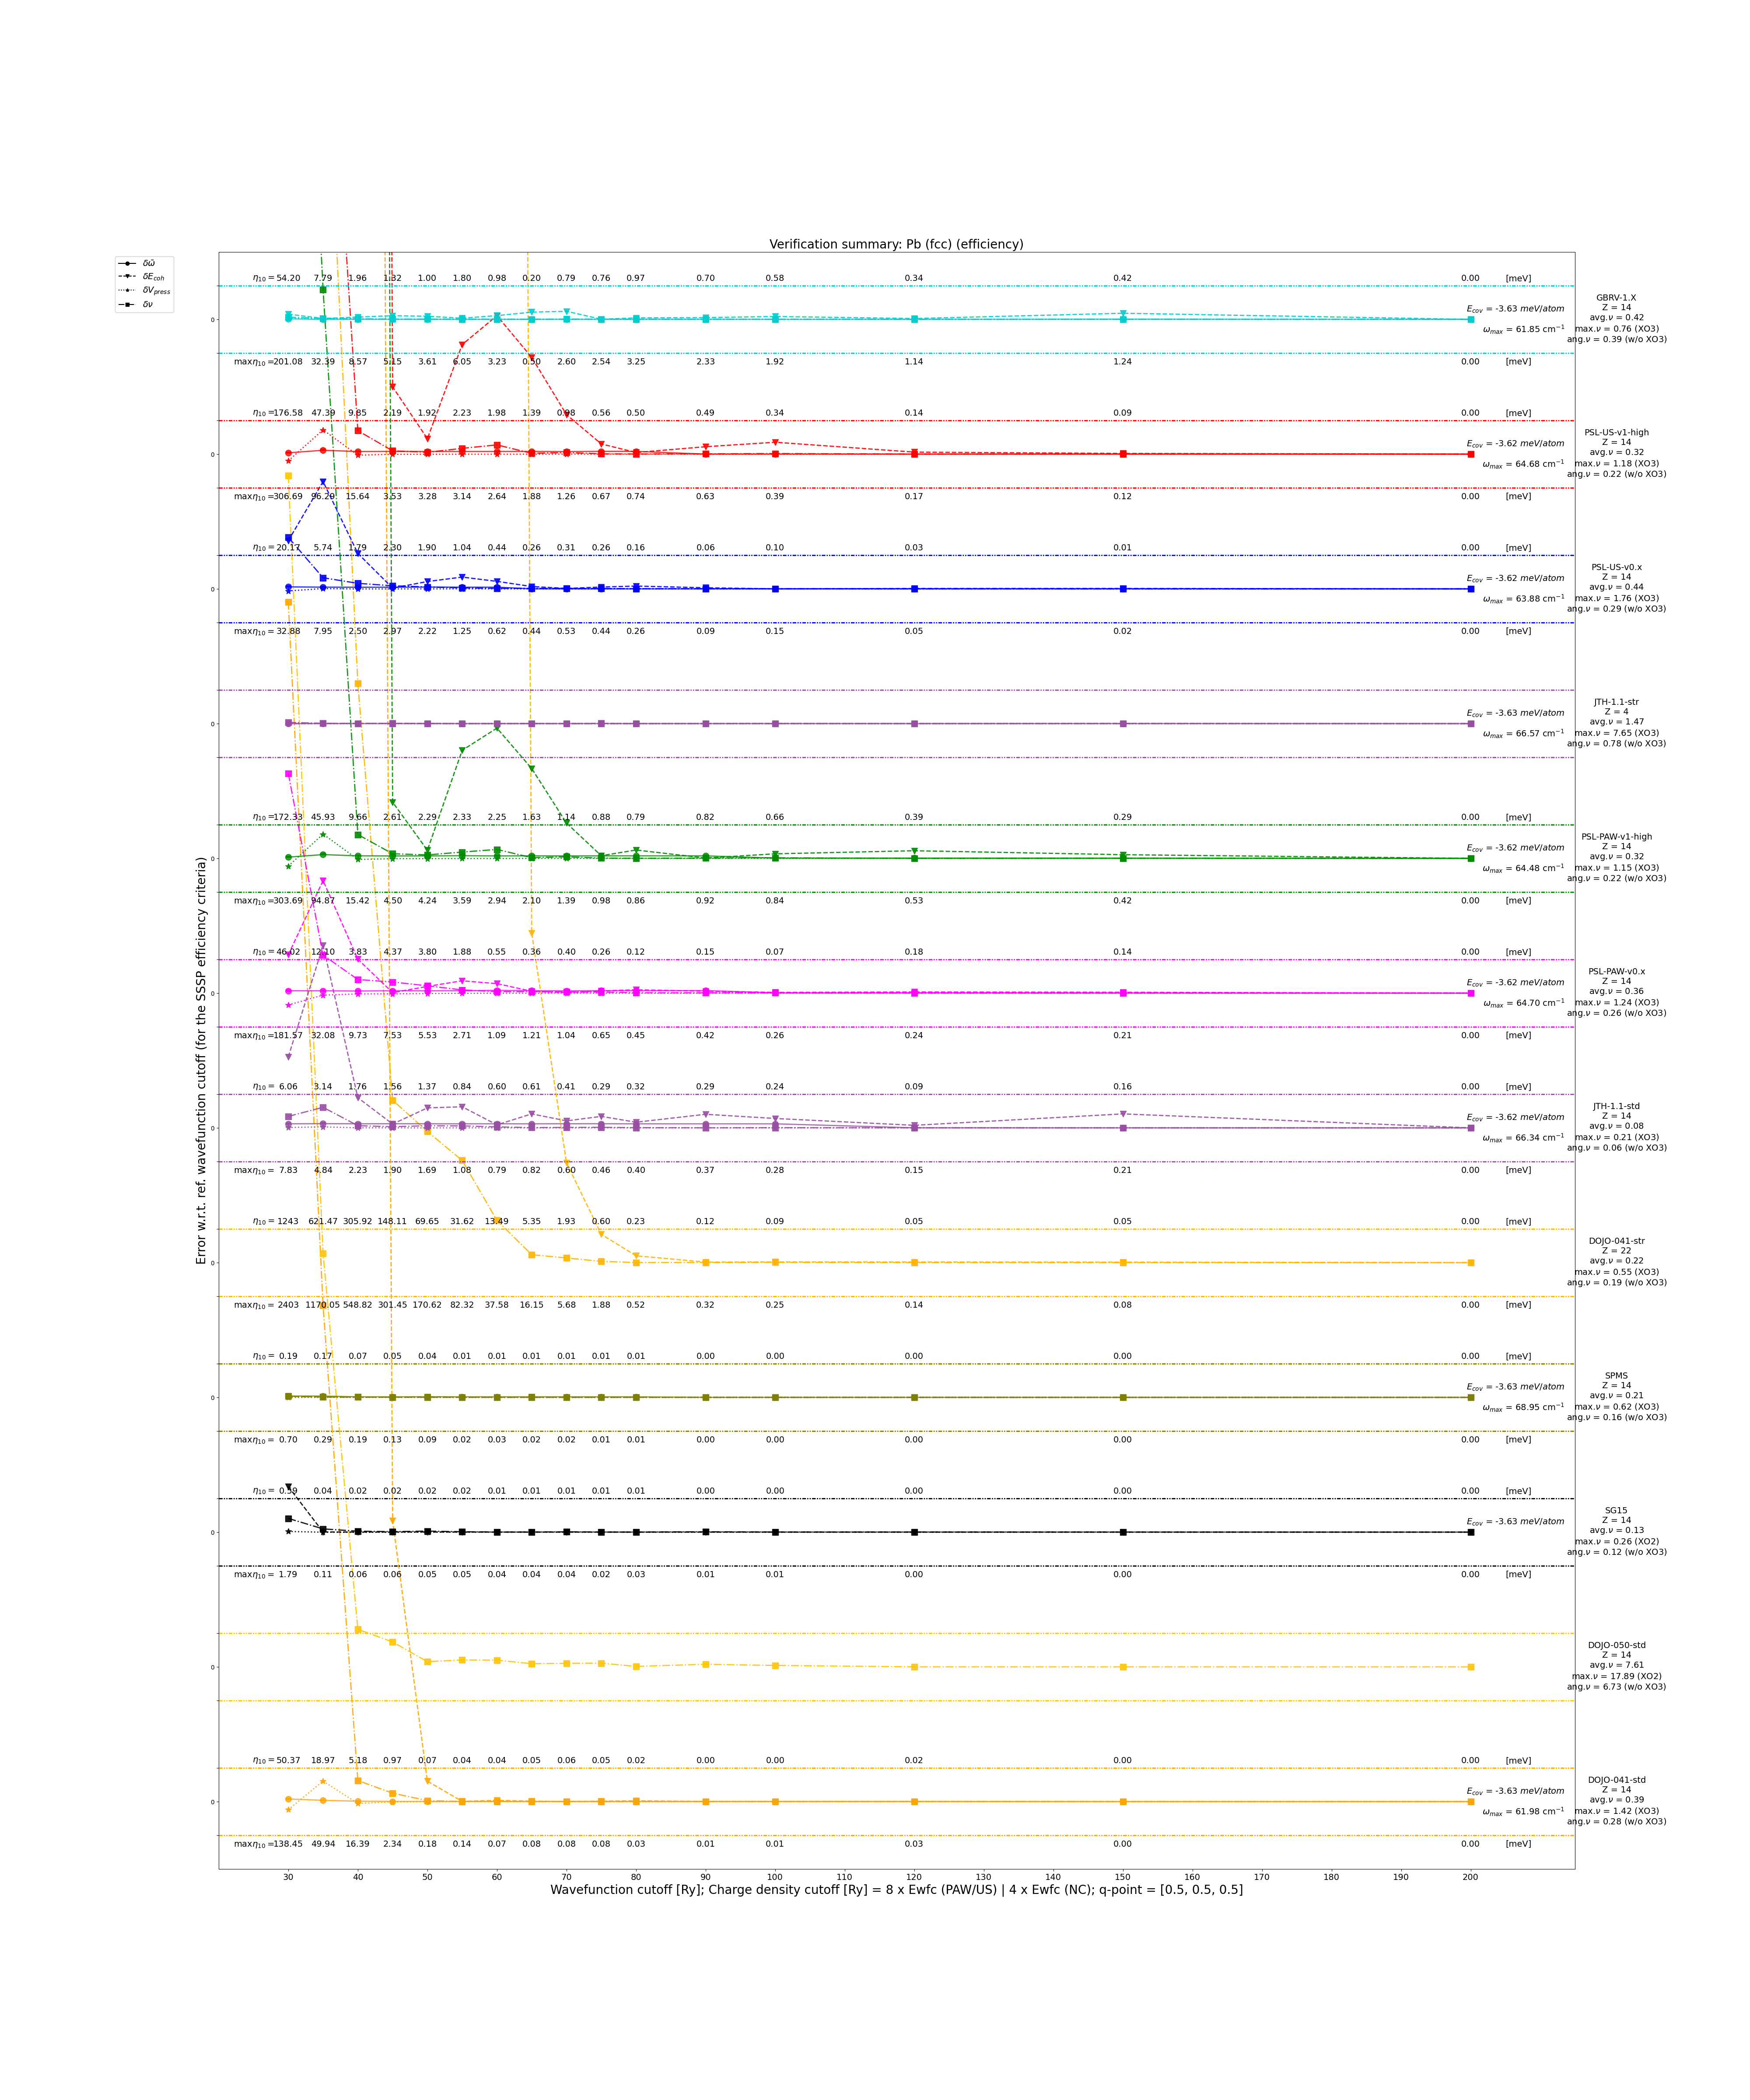 Verification summary: Pb (fcc) (efficiency)
δω̄
δE_coh
δV_press
δν
η₁₀ = 54.20 7.79 1.96 1.32 1.00 1.80 0.98 0.20 0.79 0.76 0.97 0.70 0.58 0.34 0.42 0.00 [meV]
0
E_cov = -3.63 meV/atom
ω_max = 61.85 cm⁻¹
GBRV-1.X
Z = 14
avg.ν = 0.42
max.ν = 0.76 (XO3)
ang.ν = 0.39 (w/o XO3)
maxη₁₀ = 201.08 32.39 8.57 5.15 3.61 6.05 3.23 0.50 2.60 2.54 3.25 2.33 1.92 1.14 1.24 0.00 [meV]
η₁₀ = 176.58 47.39 9.85 2.19 1.92 2.23 1.98 1.39 0.98 0.56 0.50 0.49 0.34 0.14 0.09 0.00 [meV]
0
E_cov = -3.62 meV/atom
ω_max = 64.68 cm⁻¹
PSL-US-v1-high
Z = 14
avg.ν = 0.32
max.ν = 1.18 (XO3)
ang.ν = 0.22 (w/o XO3)
maxη₁₀ = 306.69 96.29 15.64 3.53 3.28 3.14 2.64 1.88 1.26 0.67 0.74 0.63 0.39 0.17 0.12 0.00 [meV]
η₁₀ = 20.17 5.74 1.79 2.30 1.90 1.04 0.44 0.26 0.31 0.26 0.16 0.06 0.10 0.03 0.01 0.00 [meV]
0
E_cov = -3.62 meV/atom
ω_max = 63.88 cm⁻¹
PSL-US-v0.x
Z = 14
avg.ν = 0.44
max.ν = 1.76 (XO3)
ang.ν = 0.29 (w/o XO3)
maxη₁₀ = 32.88 7.95 2.50 2.97 2.22 1.25 0.62 0.44 0.53 0.44 0.26 0.09 0.15 0.05 0.02 0.00 [meV]
0
E_cov = -3.63 meV/atom
ω_max = 66.57 cm⁻¹
JTH-1.1-str
Z = 4
avg.ν = 1.47
max.ν = 7.65 (XO3)
ang.ν = 0.78 (w/o XO3)
η₁₀ = 172.33 45.93 9.66 2.61 2.29 2.33 2.25 1.63 1.14 0.88 0.79 0.82 0.66 0.39 0.29 0.00 [meV]
0
E_cov = -3.62 meV/atom
ω_max = 64.48 cm⁻¹
PSL-PAW-v1-high
Z = 14
avg.ν = 0.32
max.ν = 1.15 (XO3)
ang.ν = 0.22 (w/o XO3)
maxη₁₀ = 303.69 94.87 15.42 4.50 4.24 3.59 2.94 2.10 1.39 0.98 0.86 0.92 0.84 0.53 0.42 0.00 [meV]
η₁₀ = 46.02 12.10 3.83 4.37 3.80 1.88 0.55 0.36 0.40 0.26 0.12 0.15 0.07 0.18 0.14 0.00 [meV]
0
E_cov = -3.62 meV/atom
ω_max = 64.70 cm⁻¹
PSL-PAW-v0.x
Z = 14
avg.ν = 0.36
max.ν = 1.24 (XO3)
ang.ν = 0.26 (w/o XO3)
maxη₁₀ = 181.57 32.08 9.73 7.53 5.53 2.71 1.09 1.21 1.04 0.65 0.45 0.42 0.26 0.24 0.21 0.00 [meV]
η₁₀ = 6.06 3.14 1.76 1.56 1.37 0.84 0.60 0.61 0.41 0.29 0.32 0.29 0.24 0.09 0.16 0.00 [meV]
0
E_cov = -3.62 meV/atom
ω_max = 66.34 cm⁻¹
JTH-1.1-std
Z = 14
avg.ν = 0.08
max.ν = 0.21 (XO3)
ang.ν = 0.06 (w/o XO3)
maxη₁₀ = 7.83 4.84 2.23 1.90 1.69 1.08 0.79 0.82 0.60 0.46 0.40 0.37 0.28 0.15 0.21 0.00 [meV]
η₁₀ = 1243 621.47 305.92 148.11 69.65 31.62 13.49 5.35 1.93 0.60 0.23 0.12 0.09 0.05 0.05 0.00 [meV]
0
DOJO-041-str
Z = 22
avg.ν = 0.22
max.ν = 0.55 (XO3)
ang.ν = 0.19 (w/o XO3)
maxη₁₀ = 2403 1170.05 548.82 301.45 170.62 82.32 37.58 16.15 5.68 1.88 0.52 0.32 0.25 0.14 0.08 0.00 [meV]
η₁₀ = 0.19 0.17 0.07 0.05 0.04 0.01 0.01 0.01 0.01 0.01 0.01 0.00 0.00 0.00 0.00 0.00 [meV]
0
E_cov = -3.63 meV/atom
ω_max = 68.95 cm⁻¹
SPMS
Z = 14
avg.ν = 0.21
max.ν = 0.62 (XO3)
ang.ν = 0.16 (w/o XO3)
maxη₁₀ = 0.70 0.29 0.19 0.13 0.09 0.02 0.03 0.02 0.02 0.01 0.01 0.00 0.00 0.00 0.00 0.00 [meV]
η₁₀ = 0.59 0.04 0.02 0.02 0.02 0.02 0.01 0.01 0.01 0.01 0.01 0.00 0.00 0.00 0.00 0.00 [meV]
0
E_cov = -3.63 meV/atom
SG15
Z = 14
avg.ν = 0.13
max.ν = 0.26 (XO2)
ang.ν = 0.12 (w/o XO3)
maxη₁₀ = 1.79 0.11 0.06 0.06 0.05 0.05 0.04 0.04 0.04 0.02 0.03 0.01 0.01 0.00 0.00 0.00 [meV]
0
DOJO-050-std
Z = 14
avg.ν = 7.61
max.ν = 17.89 (XO2)
ang.ν = 6.73 (w/o XO3)
η₁₀ = 50.37 18.97 5.18 0.97 0.07 0.04 0.04 0.05 0.06 0.05 0.02 0.00 0.00 0.02 0.00 0.00 [meV]
0
E_cov = -3.63 meV/atom
ω_max = 61.98 cm⁻¹
DOJO-041-std
Z = 14
avg.ν = 0.39
max.ν = 1.42 (XO3)
ang.ν = 0.28 (w/o XO3)
maxη₁₀ = 138.45 49.94 16.39 2.34 0.18 0.14 0.07 0.08 0.08 0.08 0.03 0.01 0.01 0.03 0.00 0.00 [meV]
30 40 50 60 70 80 90 100 110 120 130 140 150 160 170 180 190 200
Wavefunction cutoff [Ry]; Charge density cutoff [Ry] = 8 x Ewfc (PAW/US) | 4 x Ewfc (NC); q-point = [0.5, 0.5, 0.5]
Error w.r.t. ref. wavefunction cutoff (for the SSSP efficiency criteria)